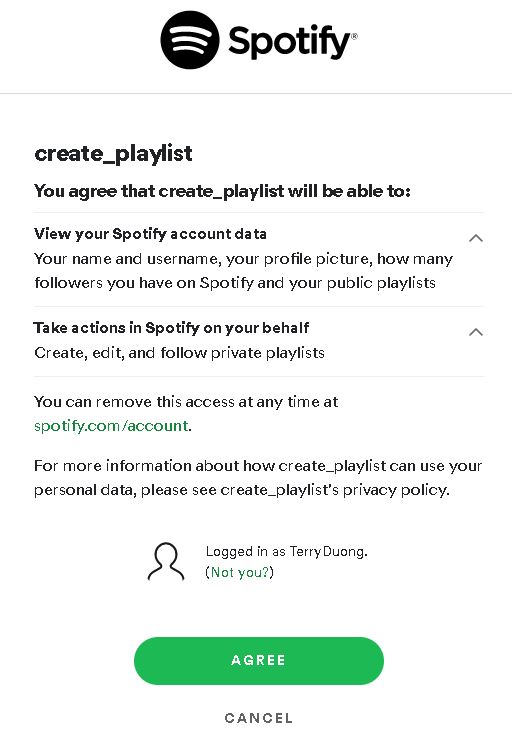 Spotify®
create_playlist
You agree that create_playlist will be able to:
View your Spotify account data
Your name and username, your profile picture, how many
followers you have on Spotify and your public playlists
Take actions in Spotify on your behalf
Create, edit, and follow private playlists
You can remove this access at any time at
spotify.com/account.
For more information about how create_playlist can use your
personal data, please see create_playlist's privacy policy.
Logged in as TerryDuong.
(Not you?)
AGREE
CANCEL